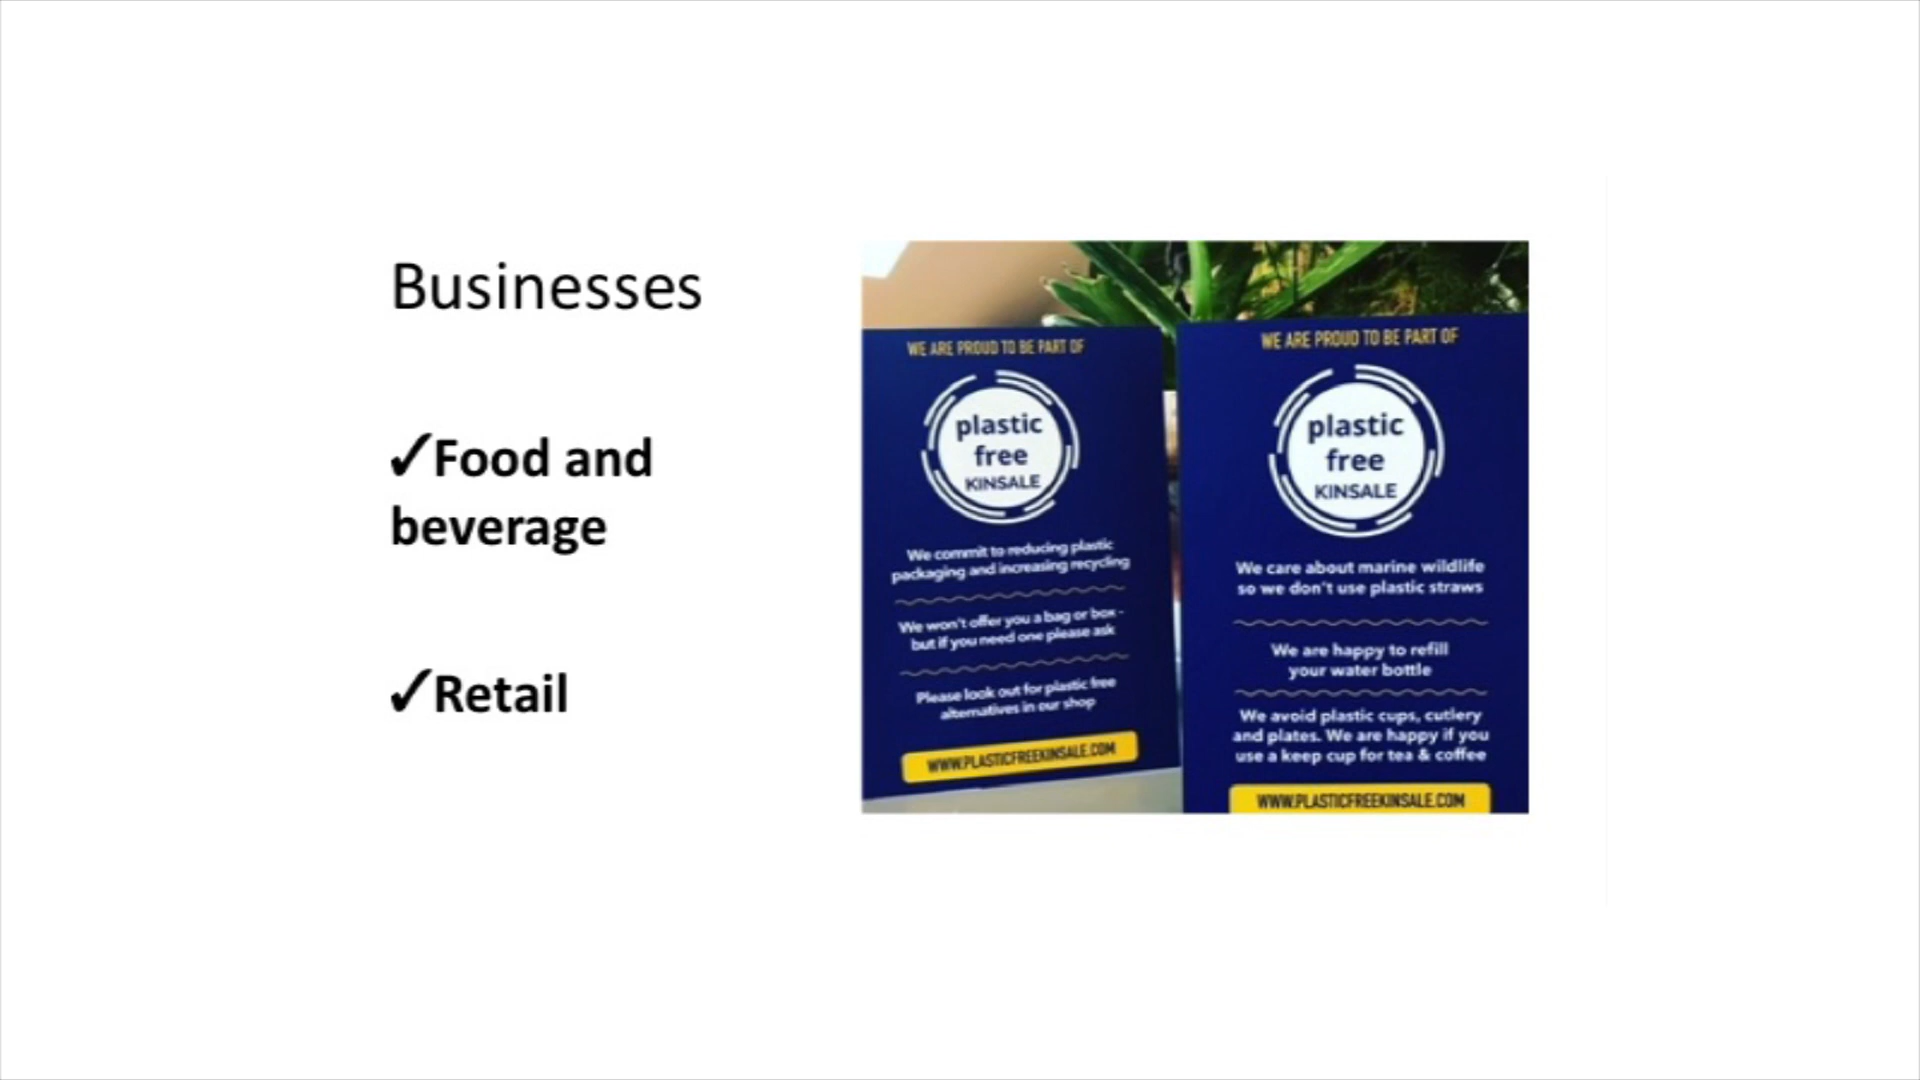 Businesses
✓Food and
beverage
✓Retail
WE ARE PROUD TO BE PART OF
plastic
free
KINSALE
We commit to reducing plastic
packaging and increasing recycling
We won't offer you a bag or box -
but if you need one please ask
Please look out for plastic free
alternatives in our shop
WWW.PLASTICFREEKINSALE.COM
WE ARE PROUD TO BE PART OF
plastic
free
KINSALE
We care about marine wildlife
so we don't use plastic straws
We are happy to refill
your water bottle
We avoid plastic cups, cutlery
and plates. We are happy if you
use a keep cup for tea & coffee
WWW.PLASTICFREEKINSALE.COM